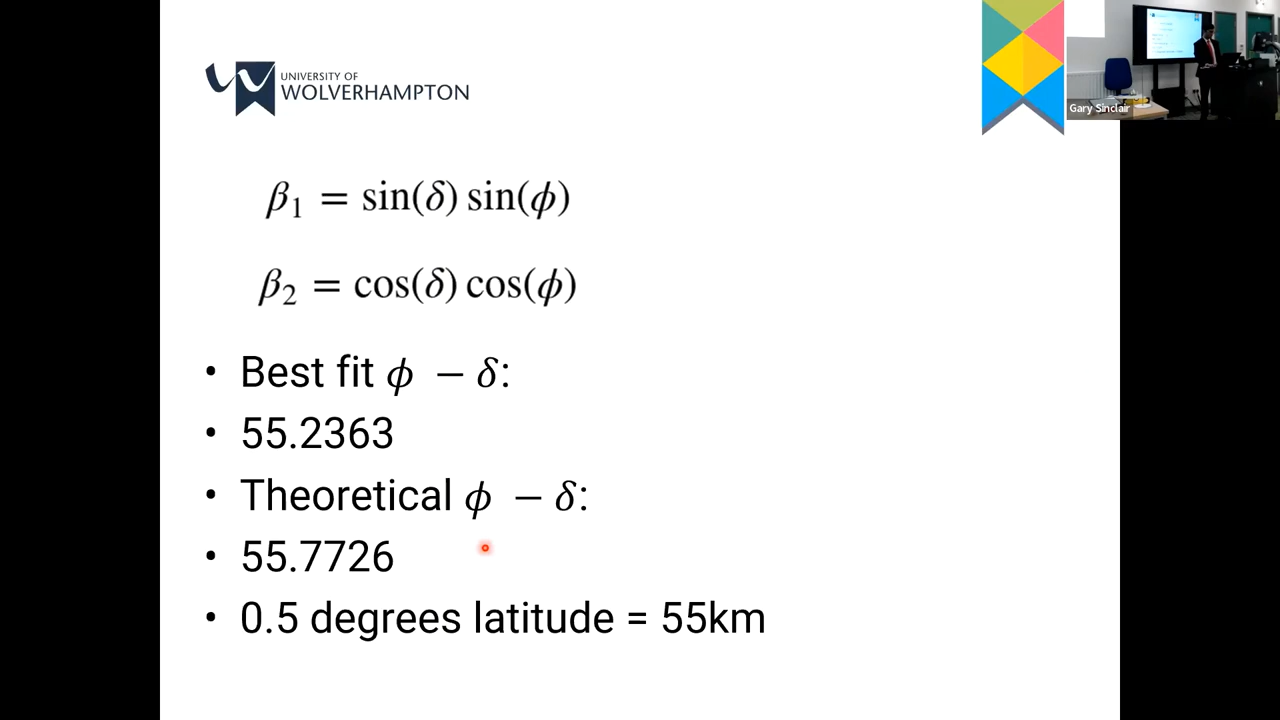 UNIVERSITY OF
WOLVERHAMPTON
Gary Sinclair
β₁ = sin(δ) sin(ϕ)
β₂ = cos(δ) cos(ϕ)
• Best fit ϕ − δ:
• 55.2363
• Theoretical ϕ − δ:
• 55.7726
• 0.5 degrees latitude = 55km